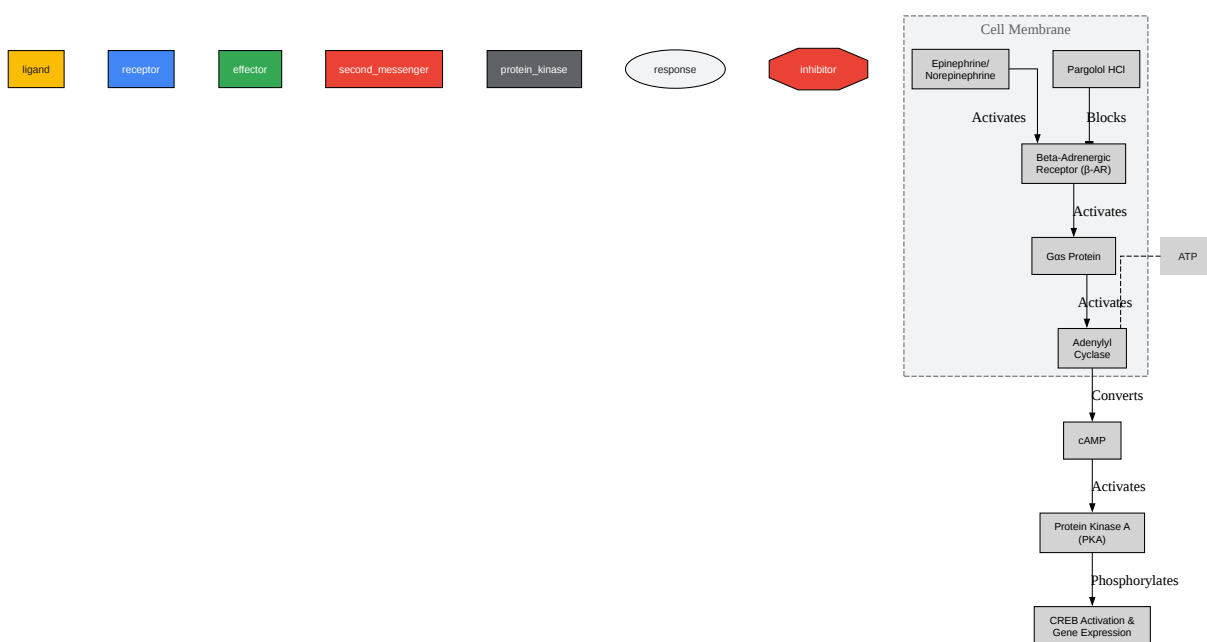 ligand
receptor
effector
second_messenger
protein_kinase
response
inhibitor
Cell Membrane
Epinephrine/
Norepinephrine
Pargolol HCl
Activates
Blocks
Beta-Adrenergic
Receptor (β-AR)
Activates
Gαs Protein
ATP
Activates
Adenylyl
Cyclase
Converts
cAMP
Activates
Protein Kinase A
(PKA)
Phosphorylates
CREB Activation &
Gene Expression